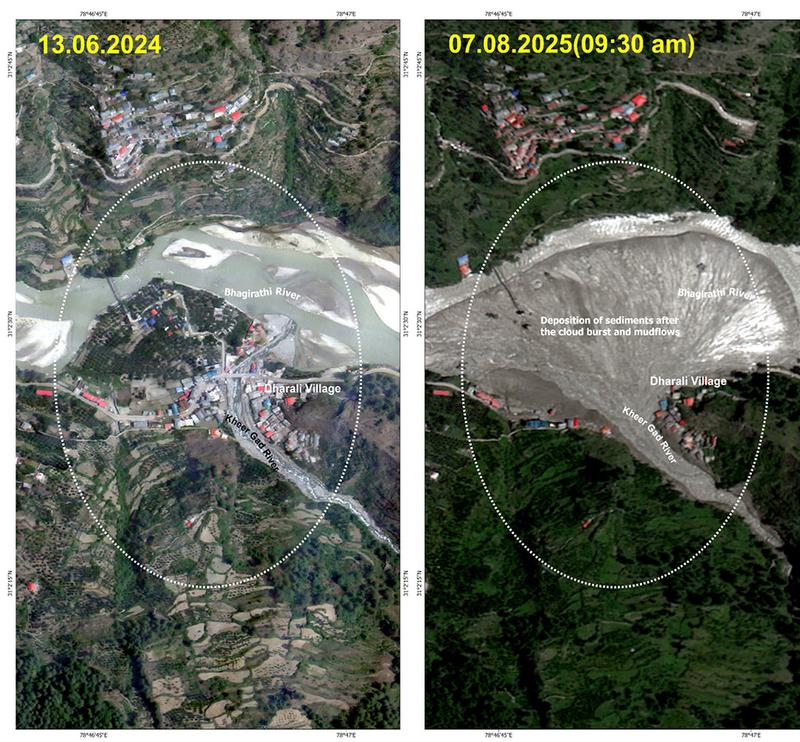 78°46'45"E
78°47'E
78°46'45"E
78°47'E
13.06.2024
07.08.2025(09:30 am)
31°2'45"N
31°2'45"N
Bhagirathi River
Bhagirathi River
31°2'30"N
31°2'30"N
Deposition of sediments after
the cloud burst and mudflows
Dharali Village
Dharali Village
Kheer Gad River
Kheer Gad River
31°2'15"N
31°2'15"N
78°46'45"E
78°47'E
78°46'45"E
78°47'E